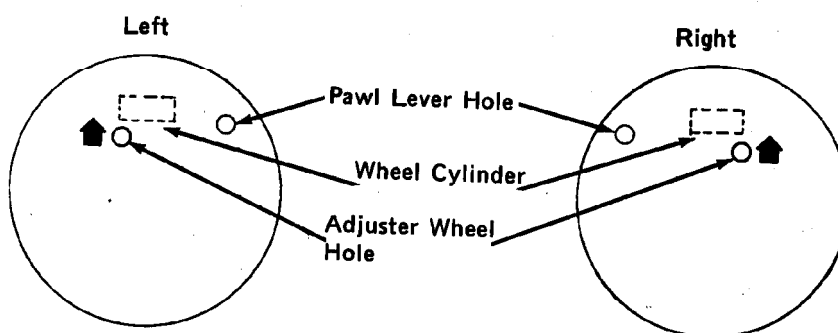 Left
Right
Pawl Lever Hole
Wheel Cylinder
Adjuster Wheel
Hole